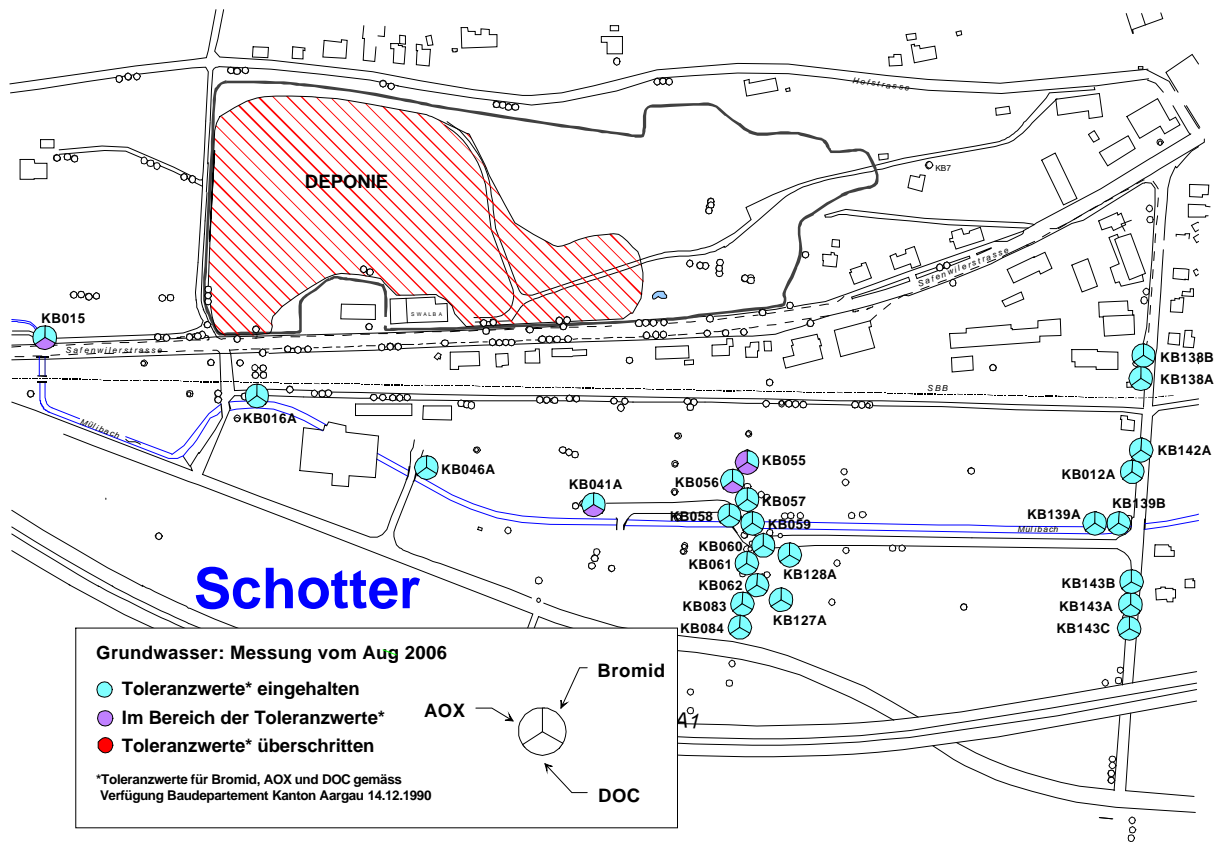 Hofstrasse
KB7
DEPONIE
Safenwilerstrasse
SWALBA
KB015
Safenwilerstrasse
KB138B
KB138A
SBB
KB016A
Mülibach
KB142A
KB055
KB046A
KB012A
KB056
KB041A
KB057
KB139B
KB058
KB139A
KB059
Mülibach
KB060
KB061
KB128A
KB062
KB143B
Schotter
KB083
KB143A
KB127A
KB084
KB143C
A1
Grundwasser: Messung vom Aug 2006
Toleranzwerte* eingehalten
Im Bereich der Toleranzwerte*
Toleranzwerte* überschritten
*Toleranzwerte für Bromid, AOX und DOC gemäss
Verfügung Baudepartement Kanton Aargau 14.12.1990
Bromid
AOX
DOC